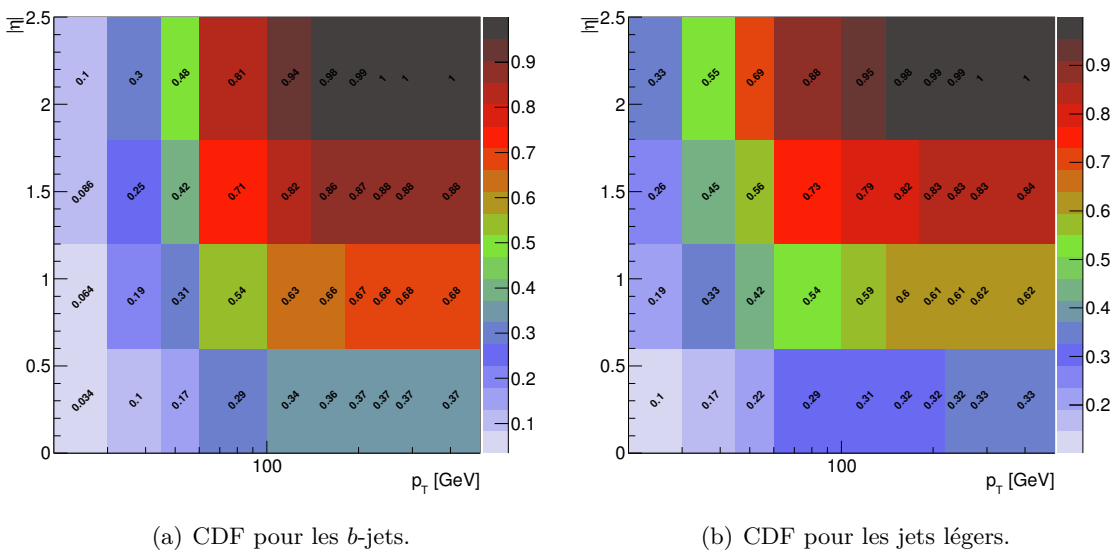 |η|
2.5
2
1.5
1
0.5
0
0.1 0.3 0.48 0.81 0.94 0.98 0.99 1 1 1
0.086 0.25 0.42 0.71 0.82 0.86 0.87 0.88 0.88 0.88
0.064 0.19 0.31 0.54 0.63 0.66 0.67 0.68 0.68 0.68
0.034 0.1 0.17 0.29 0.34 0.36 0.37 0.37 0.37 0.37
100
p_T [GeV]
0.9
0.8
0.7
0.6
0.5
0.4
0.3
0.2
0.1
(a) CDF pour les b-jets.
|η|
2.5
2
1.5
1
0.5
0
0.33 0.55 0.69 0.88 0.95 0.98 0.99 0.99 1 1
0.26 0.45 0.56 0.73 0.79 0.82 0.83 0.83 0.83 0.84
0.19 0.33 0.42 0.54 0.59 0.6 0.61 0.61 0.62 0.62
0.1 0.17 0.22 0.29 0.31 0.32 0.32 0.32 0.33 0.33
100
p_T [GeV]
0.9
0.8
0.7
0.6
0.5
0.4
0.3
0.2
(b) CDF pour les jets légers.